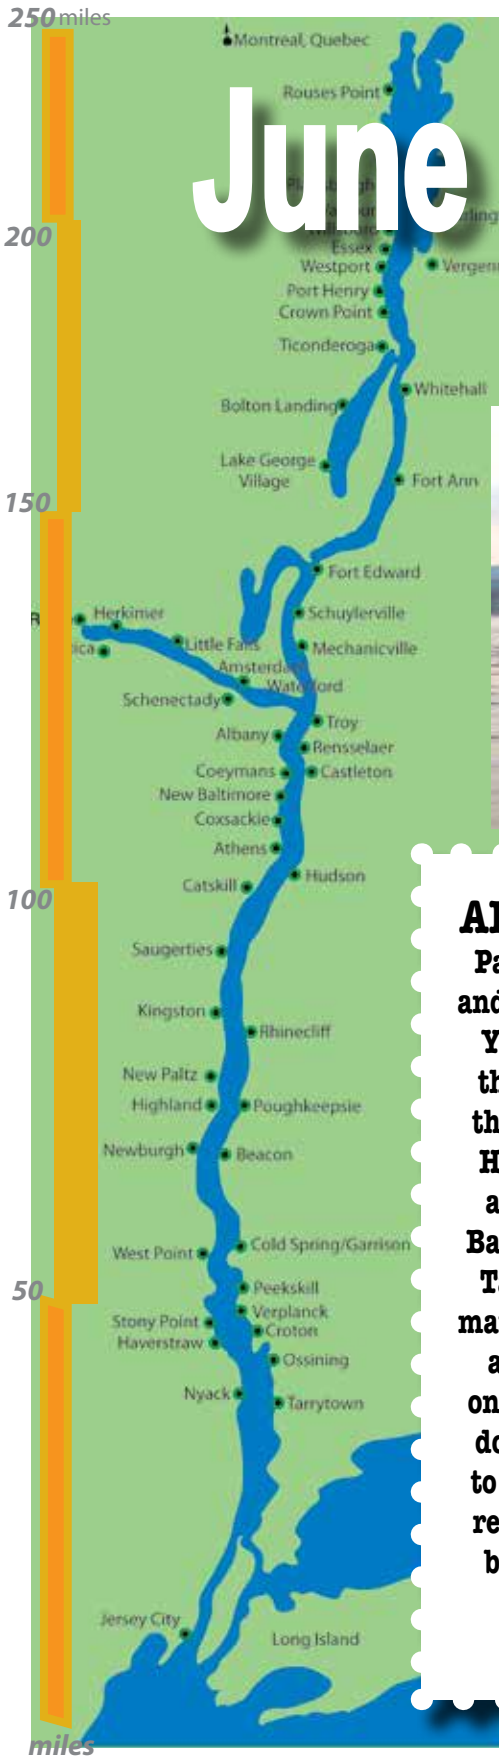 250 miles
Montreal, Quebec
Rouses Point
June
200
Essex
Westport
Port Henry
Crown Point
Ticonderoga
Whitehall
Bolton Landing
Lake George
Village
Fort Ann
150
Fort Edward
Herkimer
Schuylerville
Little Falls
Mechanicville
Amsterdam
Waterford
Schenectady
Troy
Albany
Rensselaer
Coeymans
Castleton
New Baltimore
Coxsackie
Athens
Hudson
Catskill
100
Saugerties
Kingston
Rhinecliff
New Paltz
Highland
Poughkeepsie
Newburgh
Beacon
Cold Spring/Garrison
West Point
50
Peekskill
Verplanck
Stony Point
Croton
Haverstraw
Ossining
Nyack
Tarrytown
Jersey City
Long Island
miles